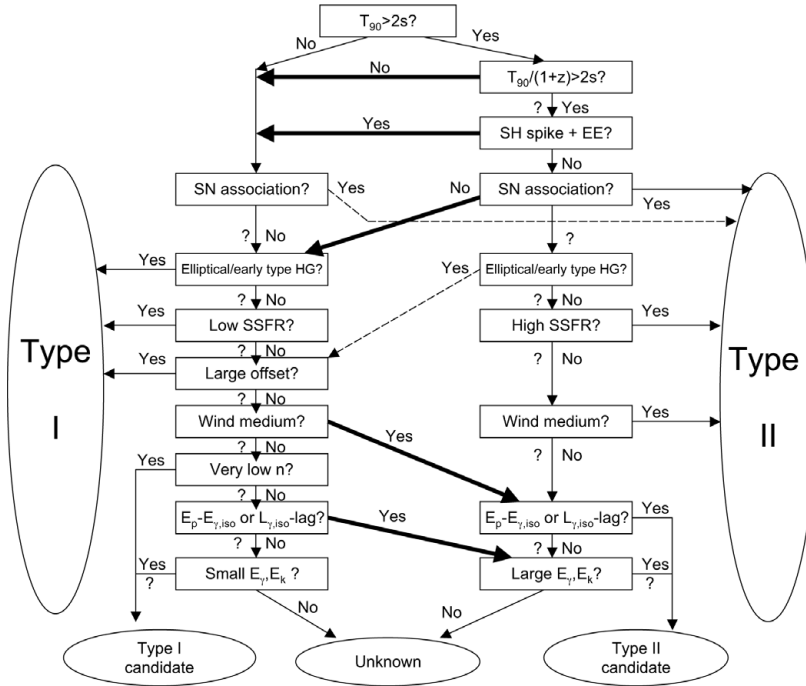 T90>2s?
No
Yes
No
T90/(1+z)>2s?
? Yes
Yes
SH spike + EE?
No
SN association?
Yes
No
SN association?
Yes
? No
?
Yes
Elliptical/early type HG?
Yes
Elliptical/early type HG?
? No
? No
Yes
Low SSFR?
High SSFR?
Yes
? No
Yes
Large offset?
? No
? No
Wind medium?
Yes
Wind medium?
Yes
? No
Yes
Very low n?
? No
? No
Ep-Eγ,iso or Lγ,iso-lag?
Yes
Ep-Eγ,iso or Lγ,iso-lag?
Yes
? No
? No
Yes
?
Small Eγ,Ek ?
Large Eγ,Ek?
Yes
?
No
No
Type
I
Type
II
Type I
candidate
Unknown
Type II
candidate